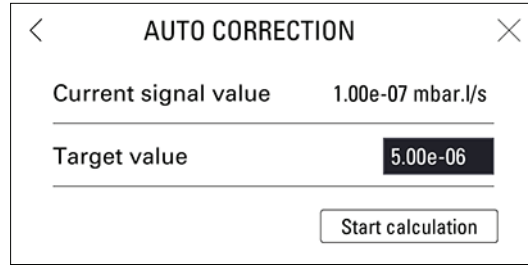 AUTO CORRECTION
Current signal value 1.00e-07 mbar.l/s
Target value 5.00e-06
Start calculation